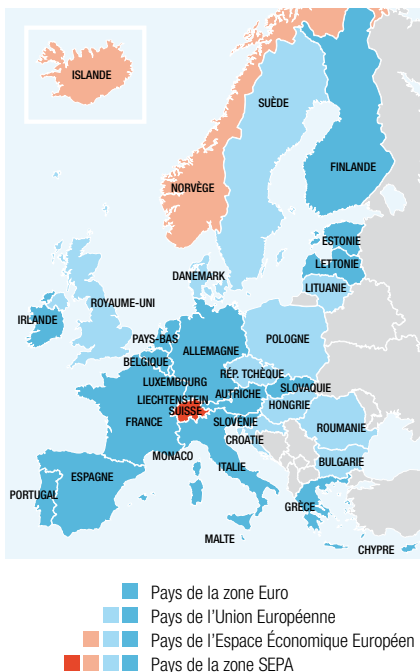 ISLANDE
SUÈDE
FINLANDE
NORVÈGE
ESTONIE
LETTONIE
DANEMARK
LITUANIE
ROYAUME-UNI
IRLANDE
PAYS-BAS
POLOGNE
ALLEMAGNE
BELGIQUE
RÉP. TCHÈQUE
LUXEMBOURG
SLOVAQUIE
AUTRICHE
LIECHTENSTEIN
HONGRIE
SUISSE
FRANCE
SLOVÉNIE
ROUMANIE
CROATIE
MONACO
BULGARIE
ITALIE
ESPAGNE
PORTUGAL
GRÈCE
MALTE
CHYPRE
Pays de la zone Euro
Pays de l'Union Européenne
Pays de l'Espace Économique Européen
Pays de la zone SEPA